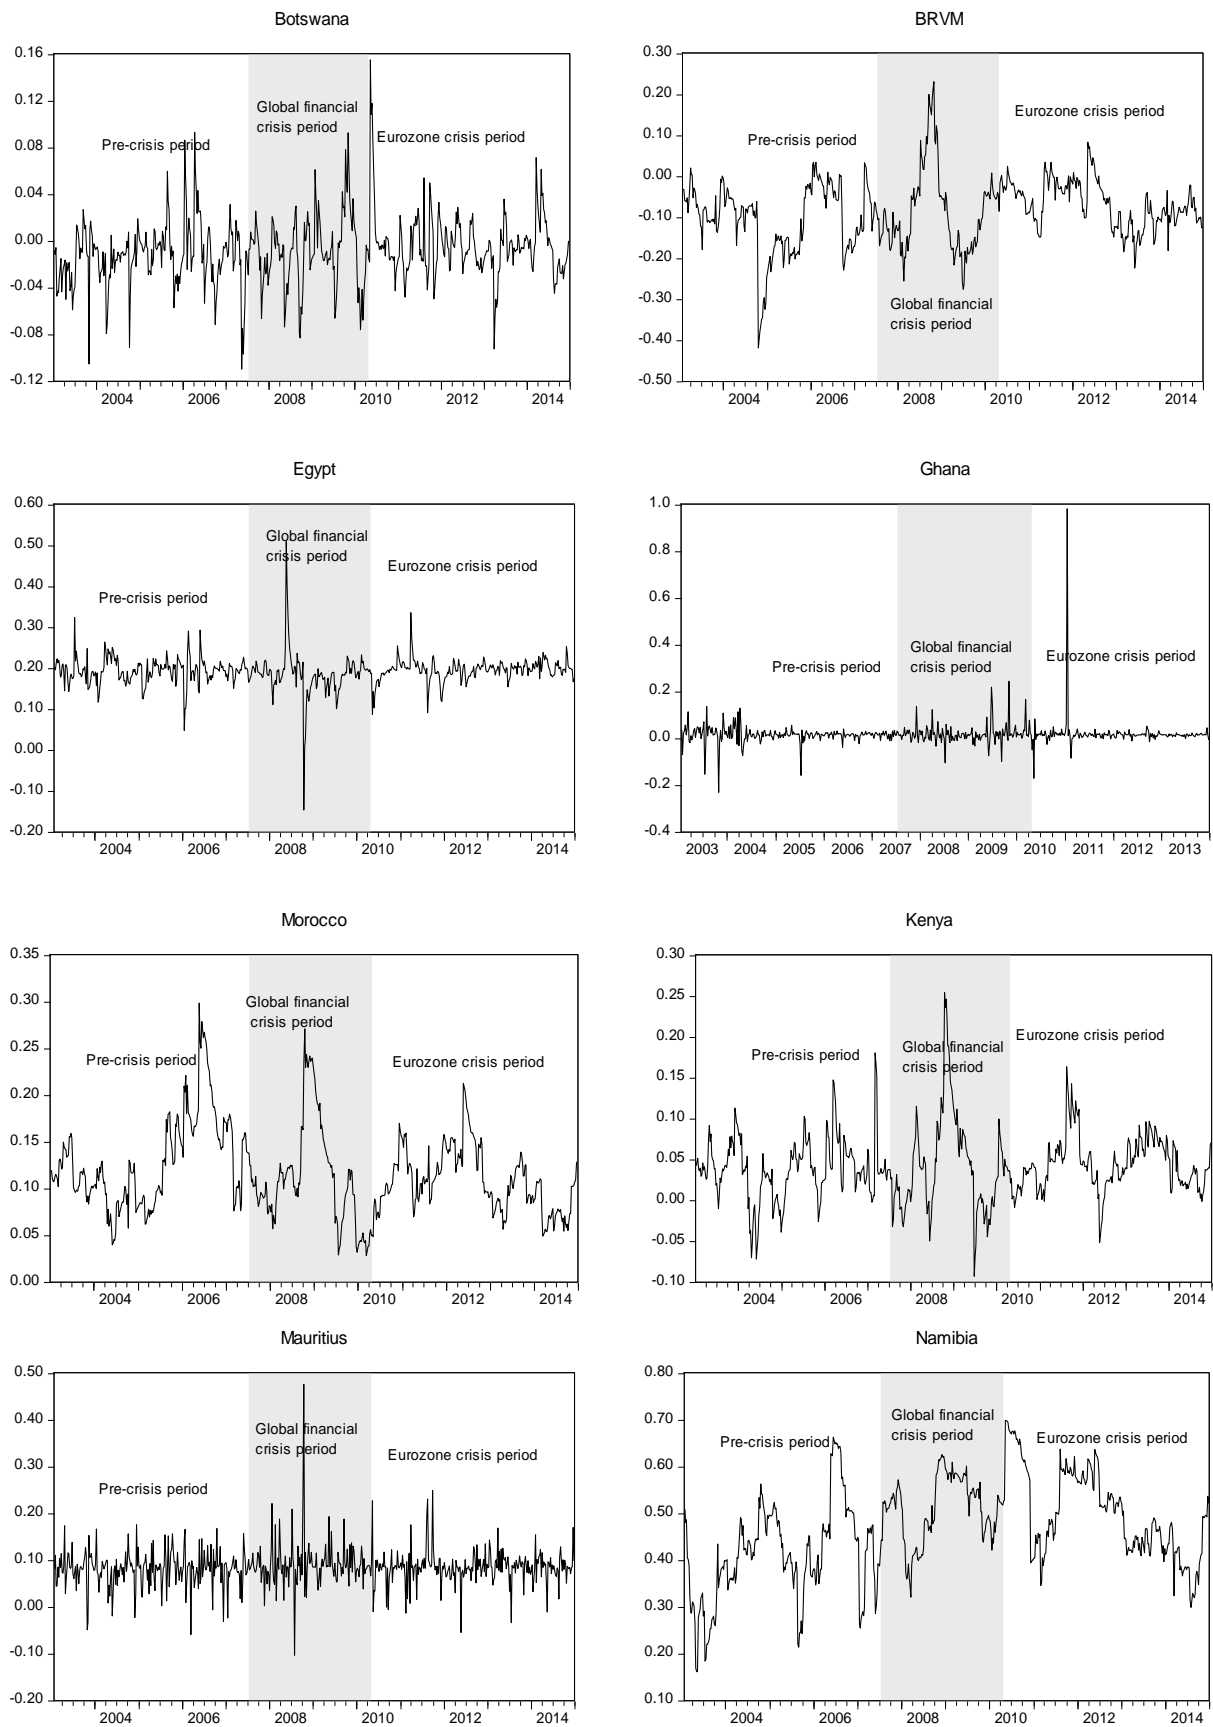 Botswana
0.16
0.12
0.08
0.04
0.00
-0.04
-0.08
-0.12
Pre-crisis period
Global financial
crisis period
Eurozone crisis period
2004 2006 2008 2010 2012 2014
BRVM
0.30
0.20
0.10
0.00
-0.10
-0.20
-0.30
-0.40
-0.50
Pre-crisis period
Eurozone crisis period
Global financial
crisis period
2004 2006 2008 2010 2012 2014
Egypt
0.60
0.50
0.40
0.30
0.20
0.10
0.00
-0.10
-0.20
Global financial
crisis period
Eurozone crisis period
Pre-crisis period
2004 2006 2008 2010 2012 2014
Ghana
1.0
0.8
0.6
0.4
0.2
0.0
-0.2
-0.4
Global financial
crisis period
Eurozone crisis period
Pre-crisis period
2003 2004 2005 2006 2007 2008 2009 2010 2011 2012 2013
Morocco
0.35
0.30
0.25
0.20
0.15
0.10
0.05
0.00
Global financial
crisis period
Pre-crisis period
Eurozone crisis period
2004 2006 2008 2010 2012 2014
Kenya
0.30
0.25
0.20
0.15
0.10
0.05
0.00
-0.05
-0.10
Eurozone crisis period
Global financial
Pre-crisis period
crisis period
2004 2006 2008 2010 2012 2014
Mauritius
0.50
0.40
0.30
0.20
0.10
0.00
-0.10
-0.20
Global financial
crisis period
Eurozone crisis period
Pre-crisis period
2004 2006 2008 2010 2012 2014
Namibia
0.80
0.70
0.60
0.50
0.40
0.30
0.20
0.10
Global financial
crisis period
Pre-crisis period
Eurozone crisis period
2004 2006 2008 2010 2012 2014